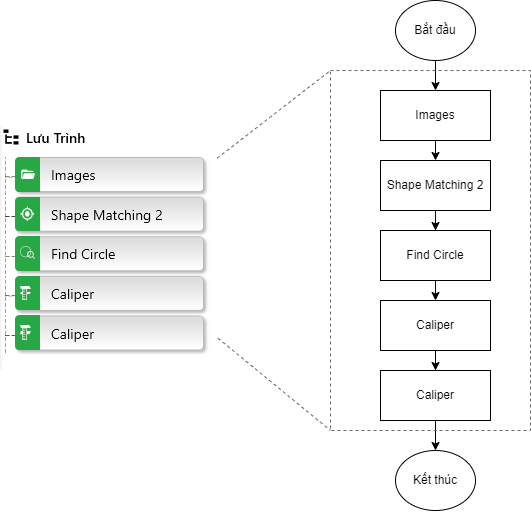 Lưu Trình
Images
Shape Matching 2
Find Circle
Caliper
Caliper
Bắt đầu
Images
Shape Matching 2
Find Circle
Caliper
Caliper
Kết thúc